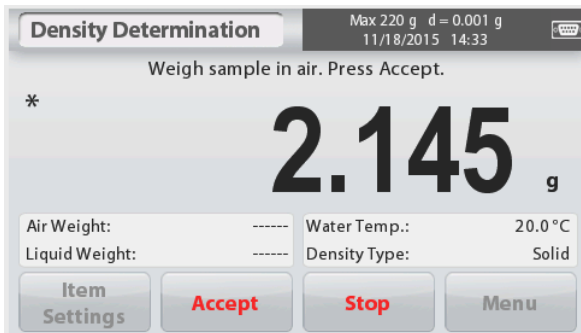 Density Determination
Max 220 g d = 0.001 g
11/18/2015 14:33
Weigh sample in air. Press Accept.
*
2.145 g
Air Weight: ------
Water Temp.: 20.0°C
Liquid Weight: ------
Density Type: Solid
Item Settings
Accept
Stop
Menu